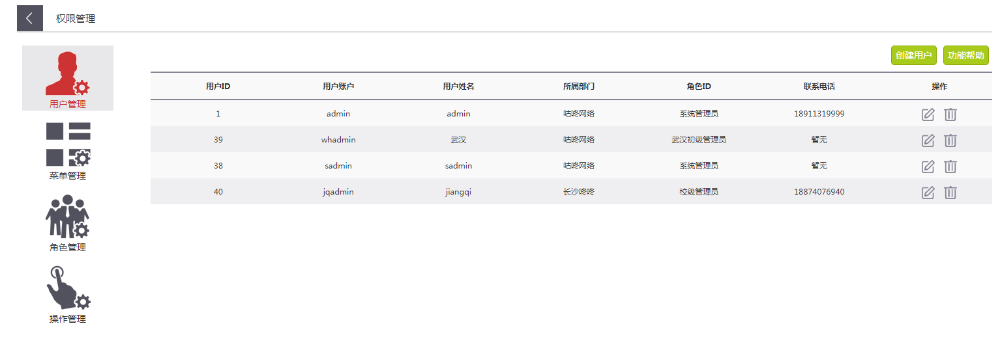 权限管理
创建用户 功能帮助
用户管理
菜单管理
角色管理
操作管理
用户ID 用户账户 用户姓名 所属部门 角色ID 联系电话 操作
1 admin admin 咕咚网络 系统管理员 18911319999
39 whadmin 武汉 咕咚网络 武汉初级管理员 暂无
38 sadmin sadmin 咕咚网络 系统管理员 暂无
40 jqadmin jiangqi 长沙咚咚 校级管理员 18874076940